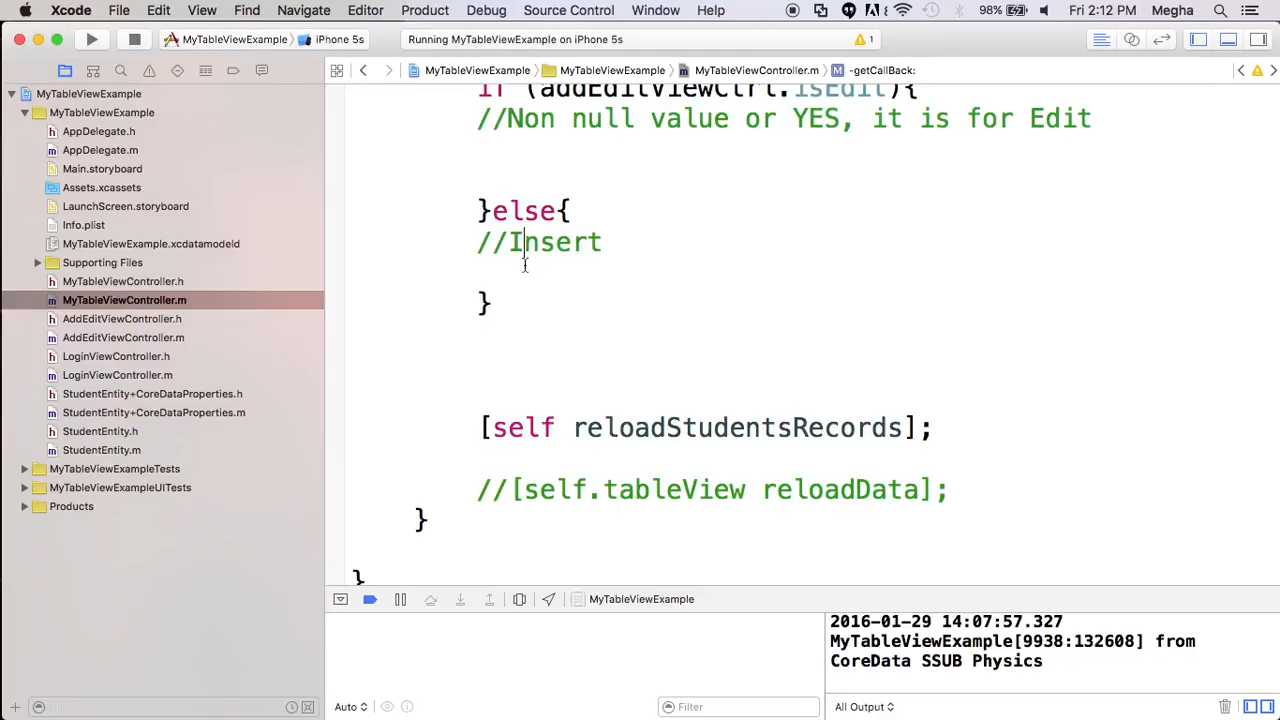 Xcode File Edit View Find Navigate Editor Product Debug Source Control Window Help 98% Fri 2:12 PM Megha
MyTableViewExample iPhone 5s Running MyTableViewExample on iPhone 5s 1
MyTableViewExample MyTableViewExample MyTableViewController.m -getCallBack:
MyTableViewExample
MyTableViewExample
AppDelegate.h
AppDelegate.m
Main.storyboard
Assets.xcassets
LaunchScreen.storyboard
Info.plist
MyTableViewExample.xcdatamodeld
Supporting Files
MyTableViewController.h
MyTableViewController.m
AddEditViewController.h
AddEditViewController.m
LoginViewController.h
LoginViewController.m
StudentEntity+CoreDataProperties.h
StudentEntity+CoreDataProperties.m
StudentEntity.h
StudentEntity.m
MyTableViewExampleTests
MyTableViewExampleUITests
Products
if (addEditViewCtrl.isEdit){
//Non null value or YES, it is for Edit
}else{
//Insert
}
[self reloadStudentsRecords];
//[self.tableView reloadData];
}
}
MyTableViewExample
2016-01-29 14:07:57.327
MyTableViewExample[9938:132608] from
CoreData SSUB Physics
Auto Filter All Output